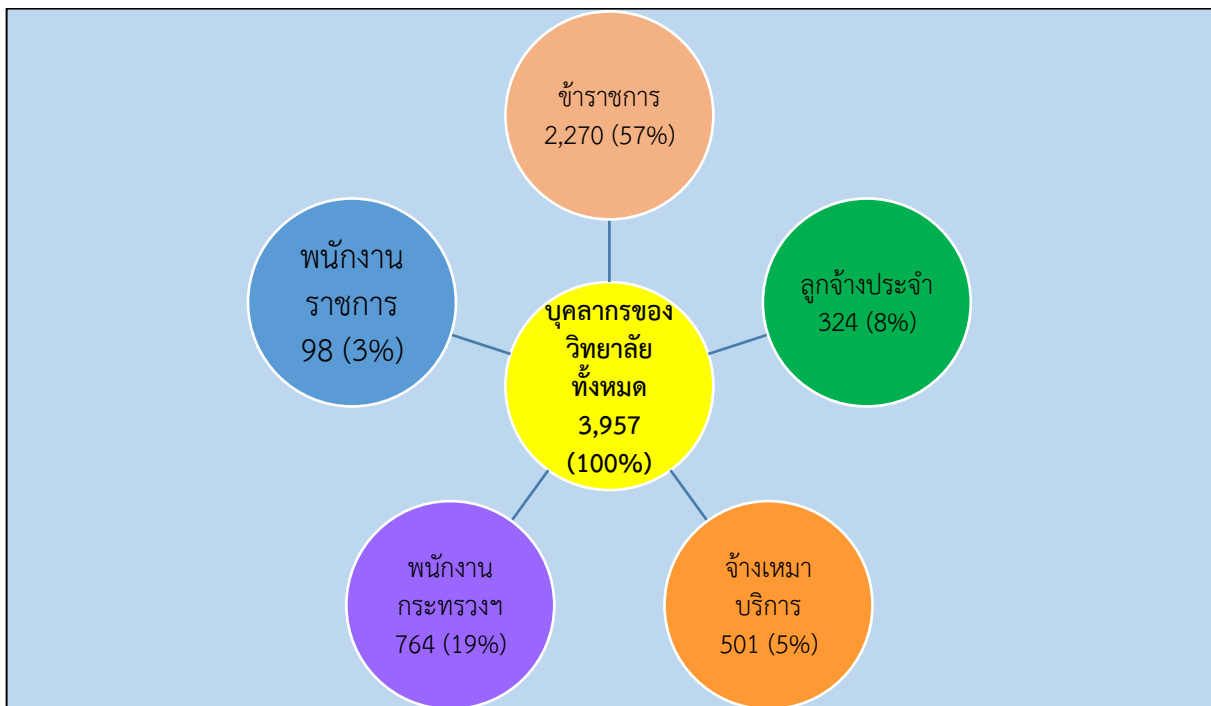 ข้าราชการ
2,270 (57%)
พนักงาน
ราชการ
98 (3%)
ลูกจ้างประจำ
324 (8%)
บุคลากรของ
วิทยาลัย
ทั้งหมด
3,957
(100%)
พนักงาน
กระทรวงฯ
764 (19%)
จ้างเหมา
บริการ
501 (5%)